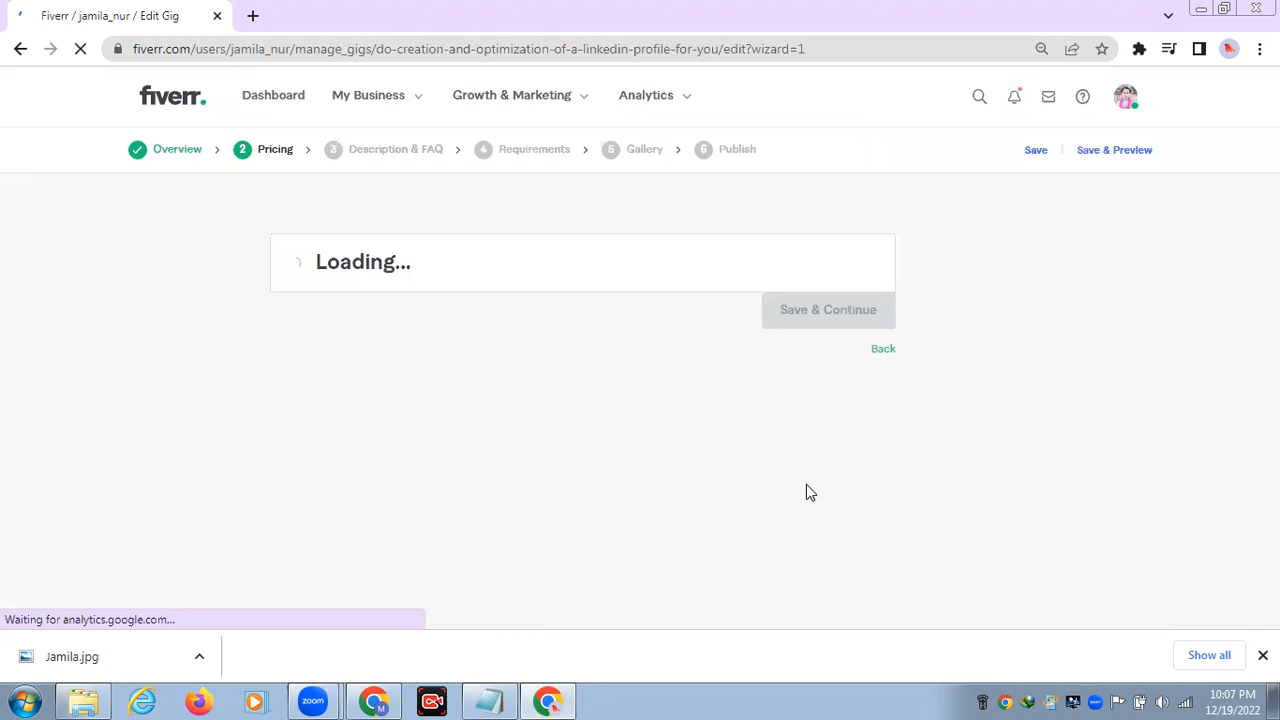 Fiverr / jamila_nur / Edit Gig
fiverr.com/users/jamila_nur/manage_gigs/do-creation-and-optimization-of-a-linkedin-profile-for-you/edit?wizard=1
fiverr. Dashboard My Business Growth & Marketing Analytics
Overview 2 Pricing 3 Description & FAQ 4 Requirements 5 Gallery 6 Publish Save Save & Preview
Loading...
Save & Continue
Back
Waiting for analytics.google.com...
Jamila.jpg Show all
zoom M
10:07 PM
12/19/2022